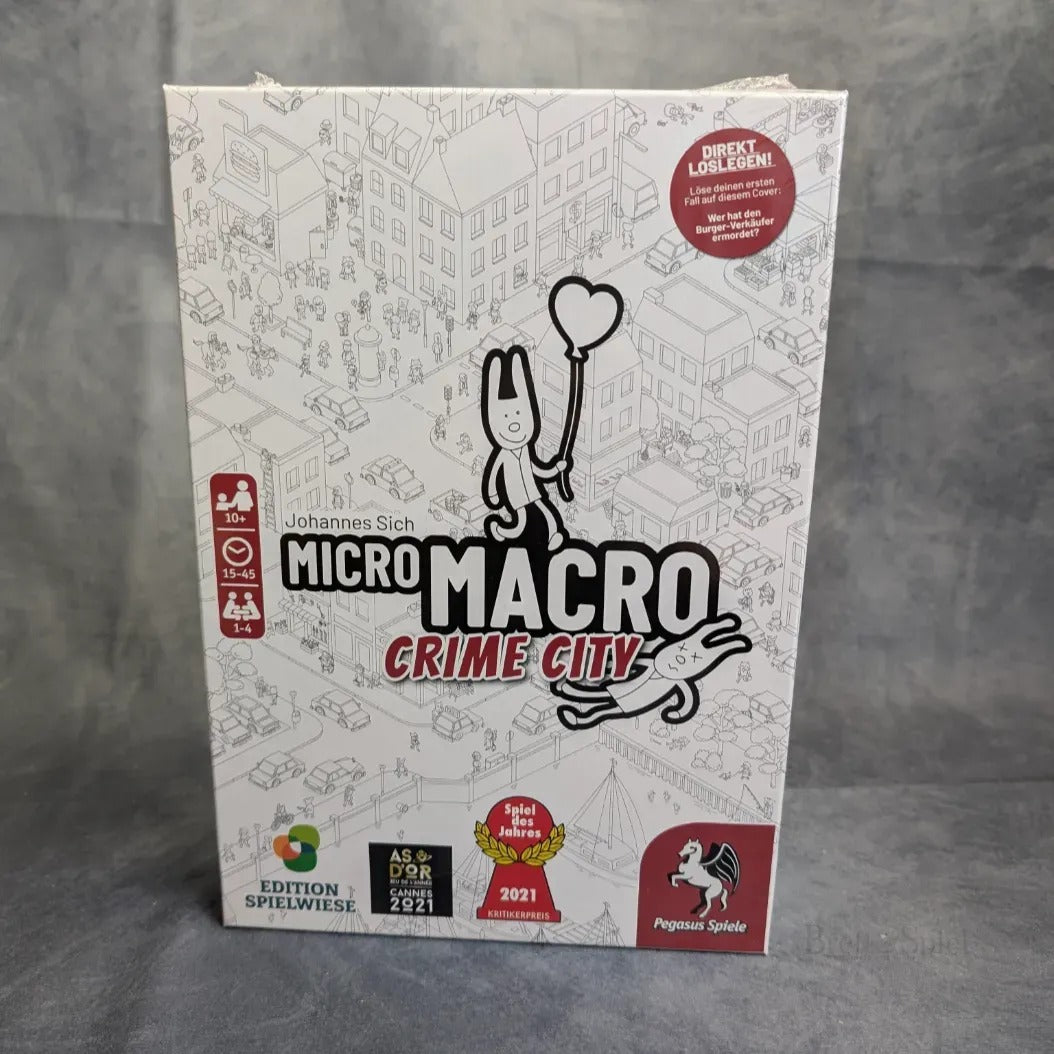 DIREKT
LOSLEGEN!
Löse deinen ersten
Fall auf diesem Cover:
Wer hat den
Burger-Verkäufer
ermordet?
10+
15-45
1-4
Johannes Sich
MICRO MACRO
CRIME CITY
EDITION
SPIELWIESE
AS
D'OR
JEU DE L'ANNÉE
CANNES
2021
Spiel
des
Jahres
2021
KRITIKERPREIS
Pegasus Spiele